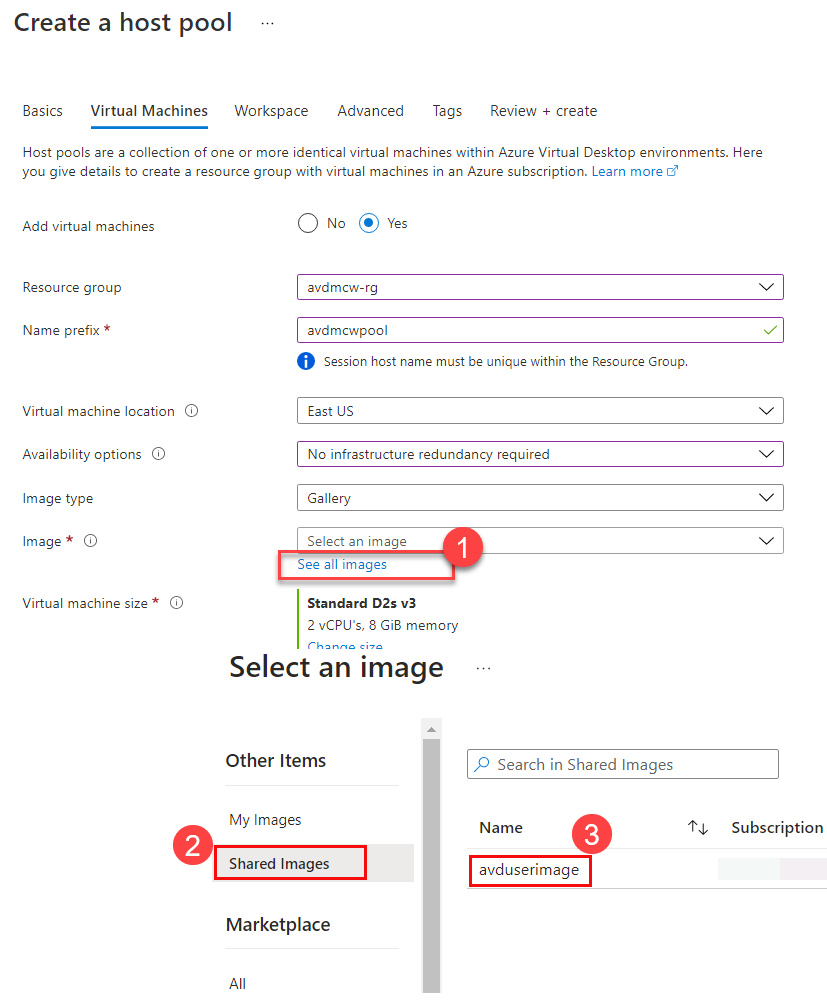 Create a host pool ...
Basics Virtual Machines Workspace Advanced Tags Review + create
Host pools are a collection of one or more identical virtual machines within Azure Virtual Desktop environments. Here
you give details to create a resource group with virtual machines in an Azure subscription. Learn more
Add virtual machines No Yes
Resource group avdmcw-rg
Name prefix * avdmcwpool
Session host name must be unique within the Resource Group.
Virtual machine location East US
Availability options No infrastructure redundancy required
Image type Gallery
Image * Select an image 1
See all images
Virtual machine size * Standard D2s v3
2 vCPU's, 8 GiB memory
Change size
Select an image ...
Other Items
Search in Shared Images
My Images
Name 3 Subscription
2 Shared Images
avduserimage
Marketplace
All